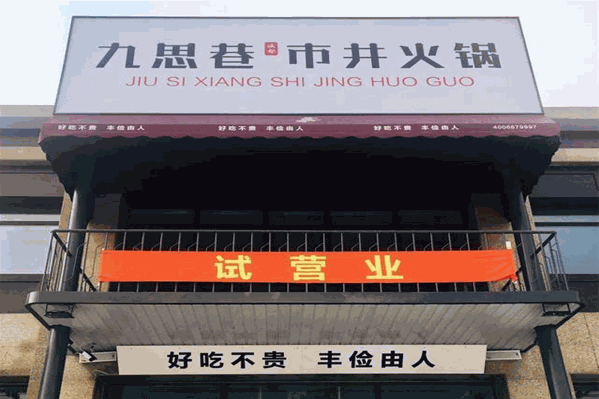 九思巷 成都 市井火锅
JIU SI XIANG SHI JING HUO GUO
好吃不贵 丰俭由人 好吃不贵 丰俭由人 好吃不贵 丰俭由人 4006679997
试营业
好吃不贵 丰俭由人